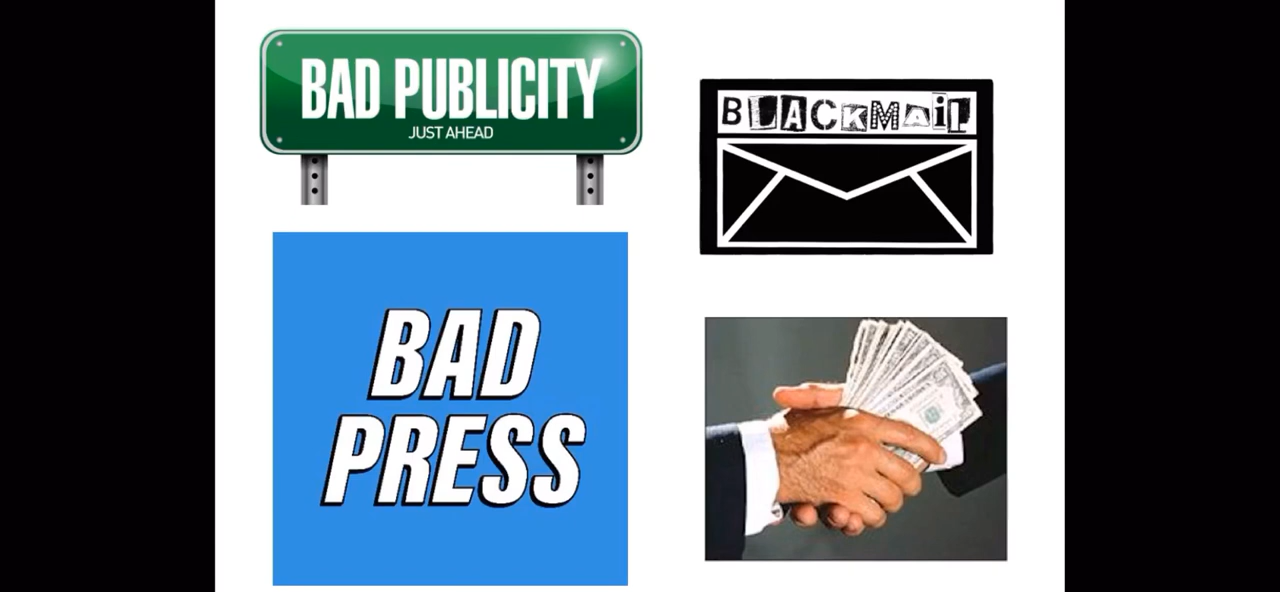 BAD PUBLICITY
JUST AHEAD
BLACKMAiL
BAD
PRESS